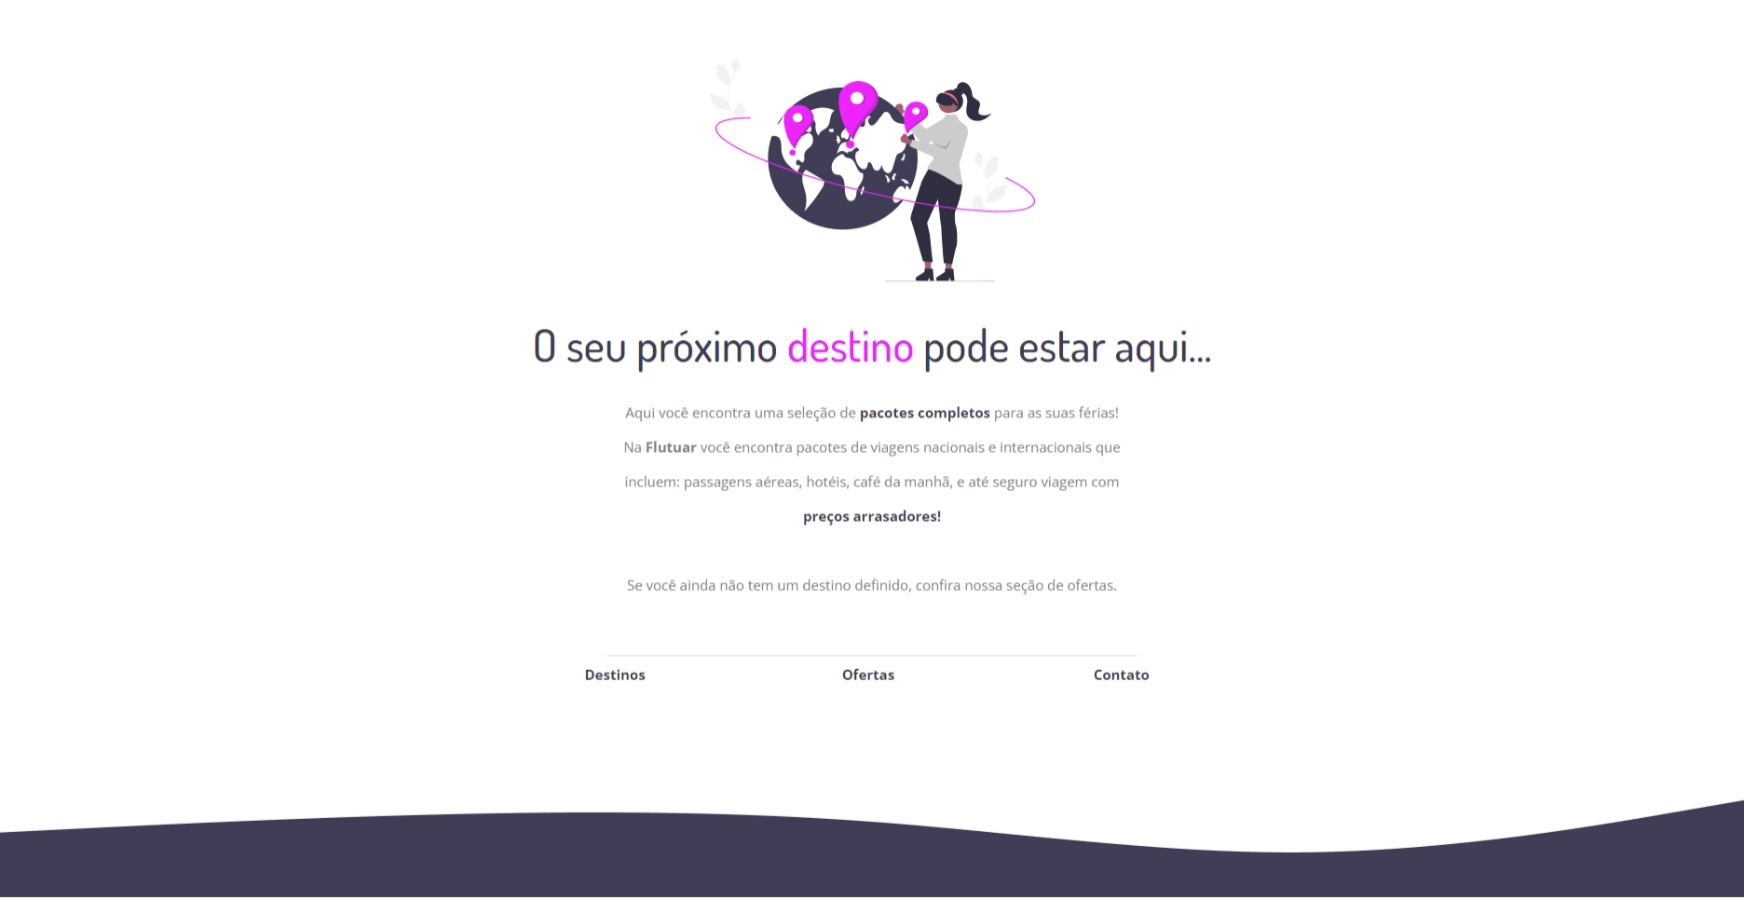 O seu próximo destino pode estar aqui...
Aqui você encontra uma seleção de pacotes completos para as suas férias!
Na Flutuar você encontra pacotes de viagens nacionais e internacionais que
incluem: passagens aéreas, hotéis, café da manhã, e até seguro viagem com
preços arrasadores!
Se você ainda não tem um destino definido, confira nossa seção de ofertas.
Destinos
Ofertas
Contato